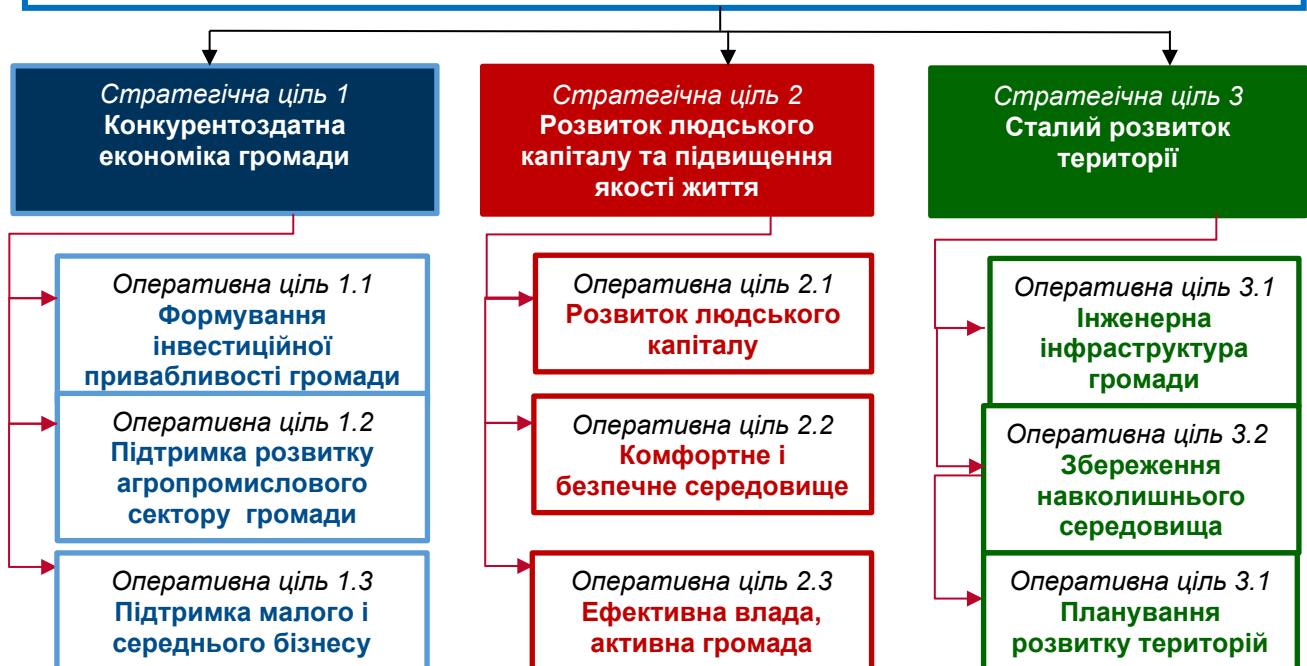 Стратегічна ціль 1
Конкурентоздатна
економіка громади
Стратегічна ціль 2
Розвиток людського
капіталу та підвищення
якості життя
Стратегічна ціль 3
Сталий розвиток
території
Оперативна ціль 1.1
Формування
інвестиційної
привабливості громади
Оперативна ціль 1.2
Підтримка розвитку
агропромислового
сектору громади
Оперативна ціль 1.3
Підтримка малого і
середнього бізнесу
Оперативна ціль 2.1
Розвиток людського
капіталу
Оперативна ціль 2.2
Комфортне і
безпечне середовище
Оперативна ціль 2.3
Ефективна влада,
активна громада
Оперативна ціль 3.1
Інженерна
інфраструктура
громади
Оперативна ціль 3.2
Збереження
навколишнього
середовища
Оперативна ціль 3.1
Планування
розвитку територій